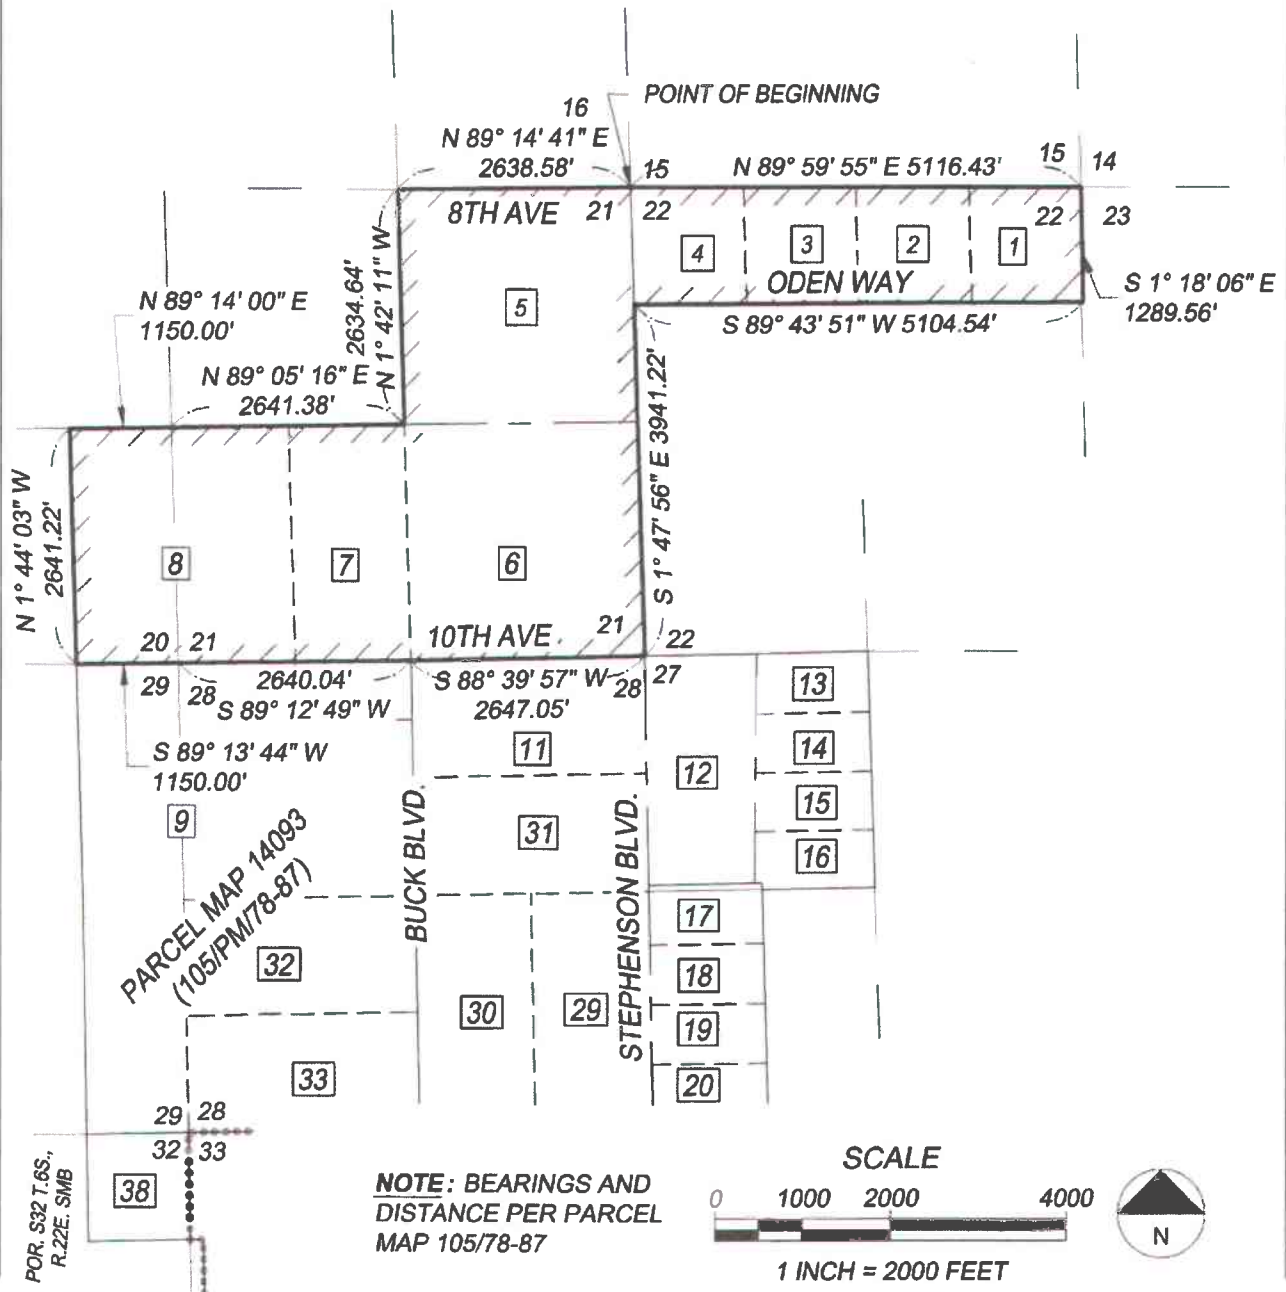 POINT OF BEGINNING
16
N 89° 14' 41" E
2638.58'
15
N 89° 59' 55" E 5116.43'
15
14
8TH AVE
21
22
22
23
4
3
2
1
ODEN WAY
S 1° 18' 06" E
1289.56'
S 89° 43' 51" W 5104.54'
5
N 1° 42' 11" W
2634.64'
N 89° 14' 00" E
1150.00'
N 89° 05' 16" E
2641.38'
S 1° 47' 56" E 3941.22'
N 1° 44' 03" W
2641.22'
8
7
6
20
21
10TH AVE.
21
22
29
28
2640.04'
S 89° 12' 49" W
S 88° 39' 57" W
2647.05'
28
27
S 89° 13' 44" W
1150.00'
13
11
14
12
9
15
31
16
BUCK BLVD.
STEPHENSON BLVD.
PARCEL MAP 14093
(105/PM/78-87)
17
32
18
30
29
19
33
20
29
28
32
33
38
POR. S32 T.6S.,
R.22E. SMB
NOTE: BEARINGS AND
DISTANCE PER PARCEL
MAP 105/78-87
SCALE
0 1000 2000 4000
1 INCH = 2000 FEET
N